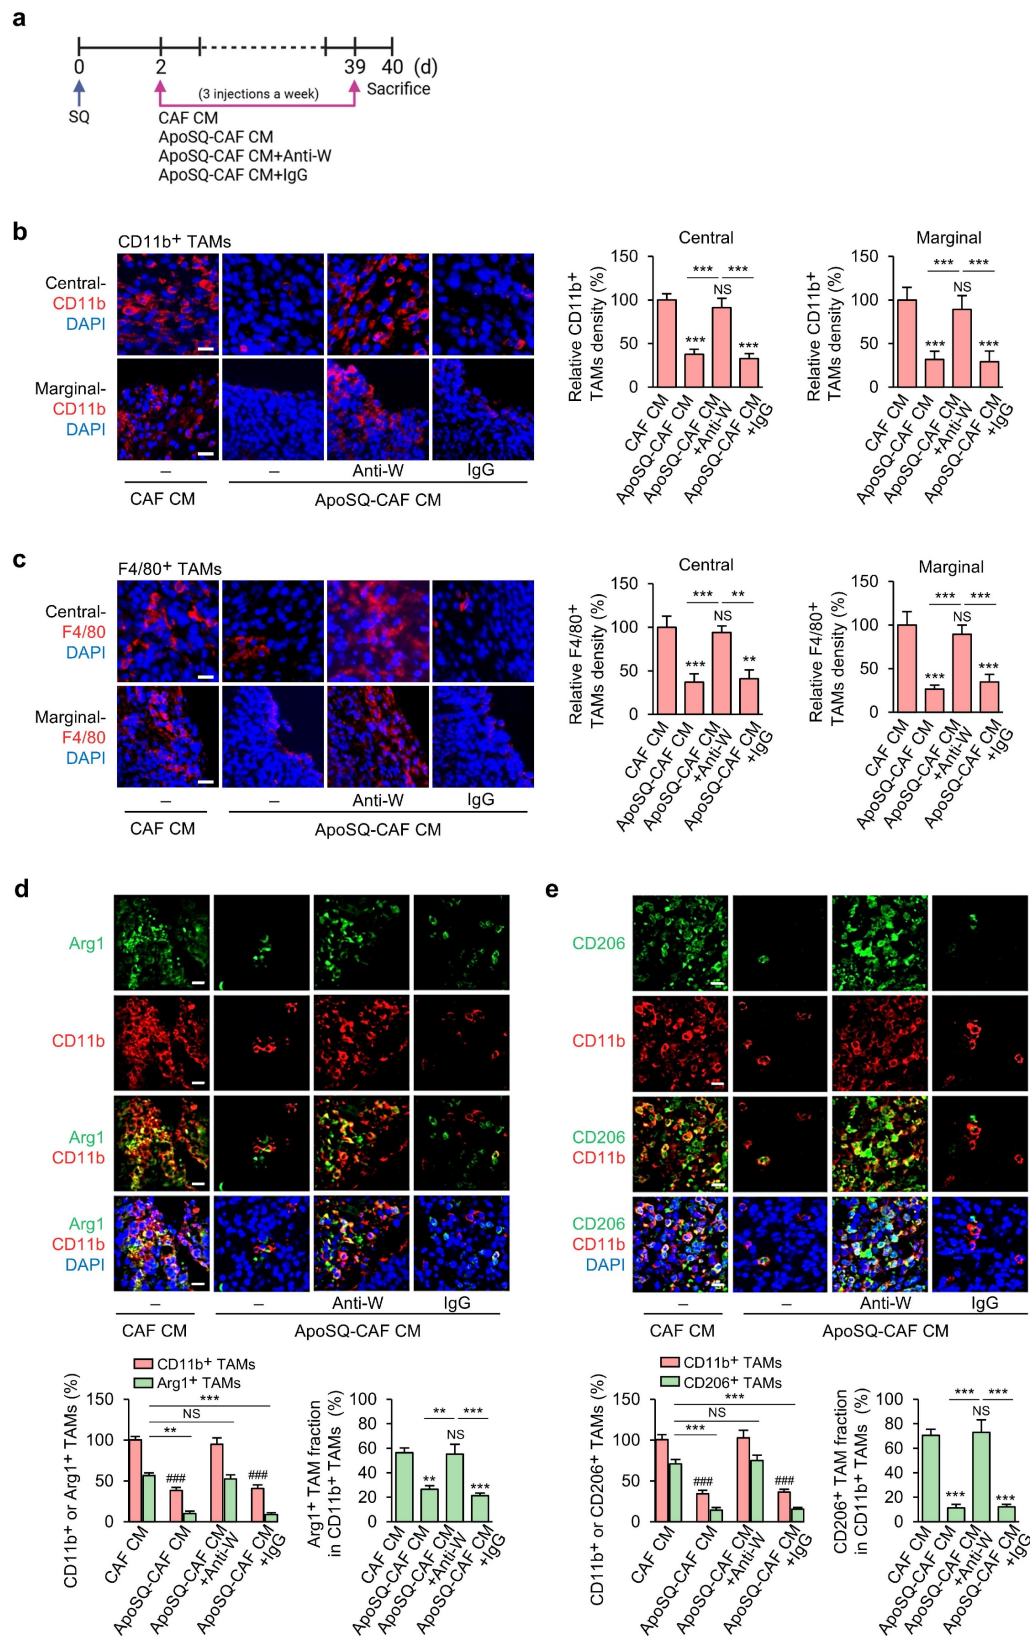 a
0 2 39 40 (d)
(3 injections a week)
Sacrifice
SQ
CAF CM
ApoSQ-CAF CM
ApoSQ-CAF CM+Anti-W
ApoSQ-CAF CM+IgG
b
CD11b+ TAMs
Central-
CD11b
DAPI
Marginal-
CD11b
DAPI
– – Anti-W IgG
CAF CM ApoSQ-CAF CM
Central
Relative CD11b+
TAMs density (%)
150
100
50
0
*** ***
NS
*** ***
CAF CM
ApoSQ-CAF CM
ApoSQ-CAF CM
+Anti-W
ApoSQ-CAF CM
+IgG
Marginal
Relative CD11b+
TAMs density (%)
150
100
50
0
*** ***
NS
*** ***
CAF CM
ApoSQ-CAF CM
ApoSQ-CAF CM
+Anti-W
ApoSQ-CAF CM
+IgG
c
F4/80+ TAMs
Central-
F4/80
DAPI
Marginal-
F4/80
DAPI
– – Anti-W IgG
CAF CM ApoSQ-CAF CM
Central
Relative F4/80+
TAMs density (%)
150
100
50
0
*** **
NS
*** **
CAF CM
ApoSQ-CAF CM
ApoSQ-CAF CM
+Anti-W
ApoSQ-CAF CM
+IgG
Marginal
Relative F4/80+
TAMs density (%)
150
100
50
0
*** ***
NS
*** ***
CAF CM
ApoSQ-CAF CM
ApoSQ-CAF CM
+Anti-W
ApoSQ-CAF CM
+IgG
d
Arg1
CD11b
Arg1
CD11b
Arg1
CD11b
DAPI
– – Anti-W IgG
CAF CM ApoSQ-CAF CM
CD11b+ TAMs
Arg1+ TAMs
CD11b+ or Arg1+ TAMs (%)
150
100
50
0
***
NS
**
### ###
CAF CM
ApoSQ-CAF CM
ApoSQ-CAF CM
+Anti-W
ApoSQ-CAF CM
+IgG
Arg1+ TAM fraction
in CD11b+ TAMs (%)
100
80
60
40
20
0
** ***
NS
** ***
CAF CM
ApoSQ-CAF CM
ApoSQ-CAF CM
+Anti-W
ApoSQ-CAF CM
+IgG
e
CD206
CD11b
CD206
CD11b
CD206
CD11b
DAPI
– – Anti-W IgG
CAF CM ApoSQ-CAF CM
CD11b+ TAMs
CD206+ TAMs
CD11b+ or CD206+ TAMs (%)
150
100
50
0
***
NS
***
### ###
CAF CM
ApoSQ-CAF CM
ApoSQ-CAF CM
+Anti-W
ApoSQ-CAF CM
+IgG
CD206+ TAM fraction
in CD11b+ TAMs (%)
100
80
60
40
20
0
*** ***
NS
*** ***
CAF CM
ApoSQ-CAF CM
ApoSQ-CAF CM
+Anti-W
ApoSQ-CAF CM
+IgG